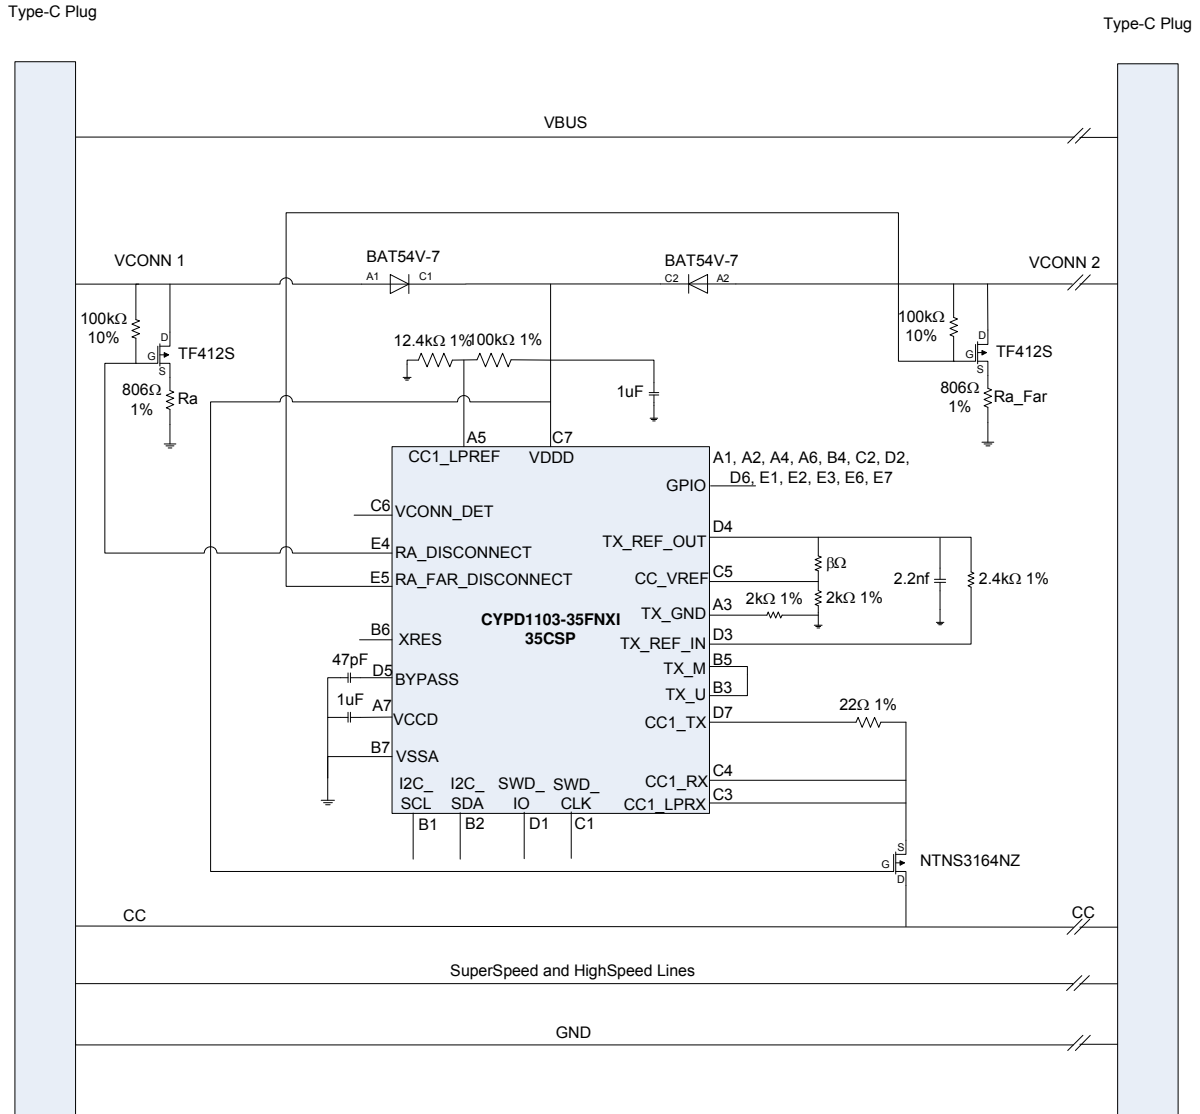 Type-C Plug
Type-C Plug
VBUS
VCONN 1
BAT54V-7
A1
C1
BAT54V-7
C2
A2
VCONN 2
100kΩ
10%
D
G
S
TF412S
806Ω
1%
Ra
12.4kΩ 1%
100kΩ 1%
1uF
100kΩ
10%
D
G
S
TF412S
806Ω
1%
Ra_Far
A5
C7
CC1_LPREF
VDDD
A1, A2, A4, A6, B4, C2, D2,
D6, E1, E2, E3, E6, E7
GPIO
C6
VCONN_DET
E4
RA_DISCONNECT
E5
RA_FAR_DISCONNECT
B6
XRES
47pF
D5
BYPASS
1uF
A7
VCCD
B7
VSSA
CYPD1103-35FNXI
35CSP
TX_REF_OUT
D4
CC_VREF
C5
TX_GND
A3
TX_REF_IN
D3
TX_M
B5
TX_U
B3
CC1_TX
D7
CC1_RX
C4
CC1_LPRX
C3
βΩ
2kΩ 1%
2kΩ 1%
2.2nf
2.4kΩ 1%
22Ω 1%
I2C_
SCL
I2C_
SDA
SWD_
IO
SWD_
CLK
B1
B2
D1
C1
S
G
D
NTNS3164NZ
CC
CC
SuperSpeed and HighSpeed Lines
GND